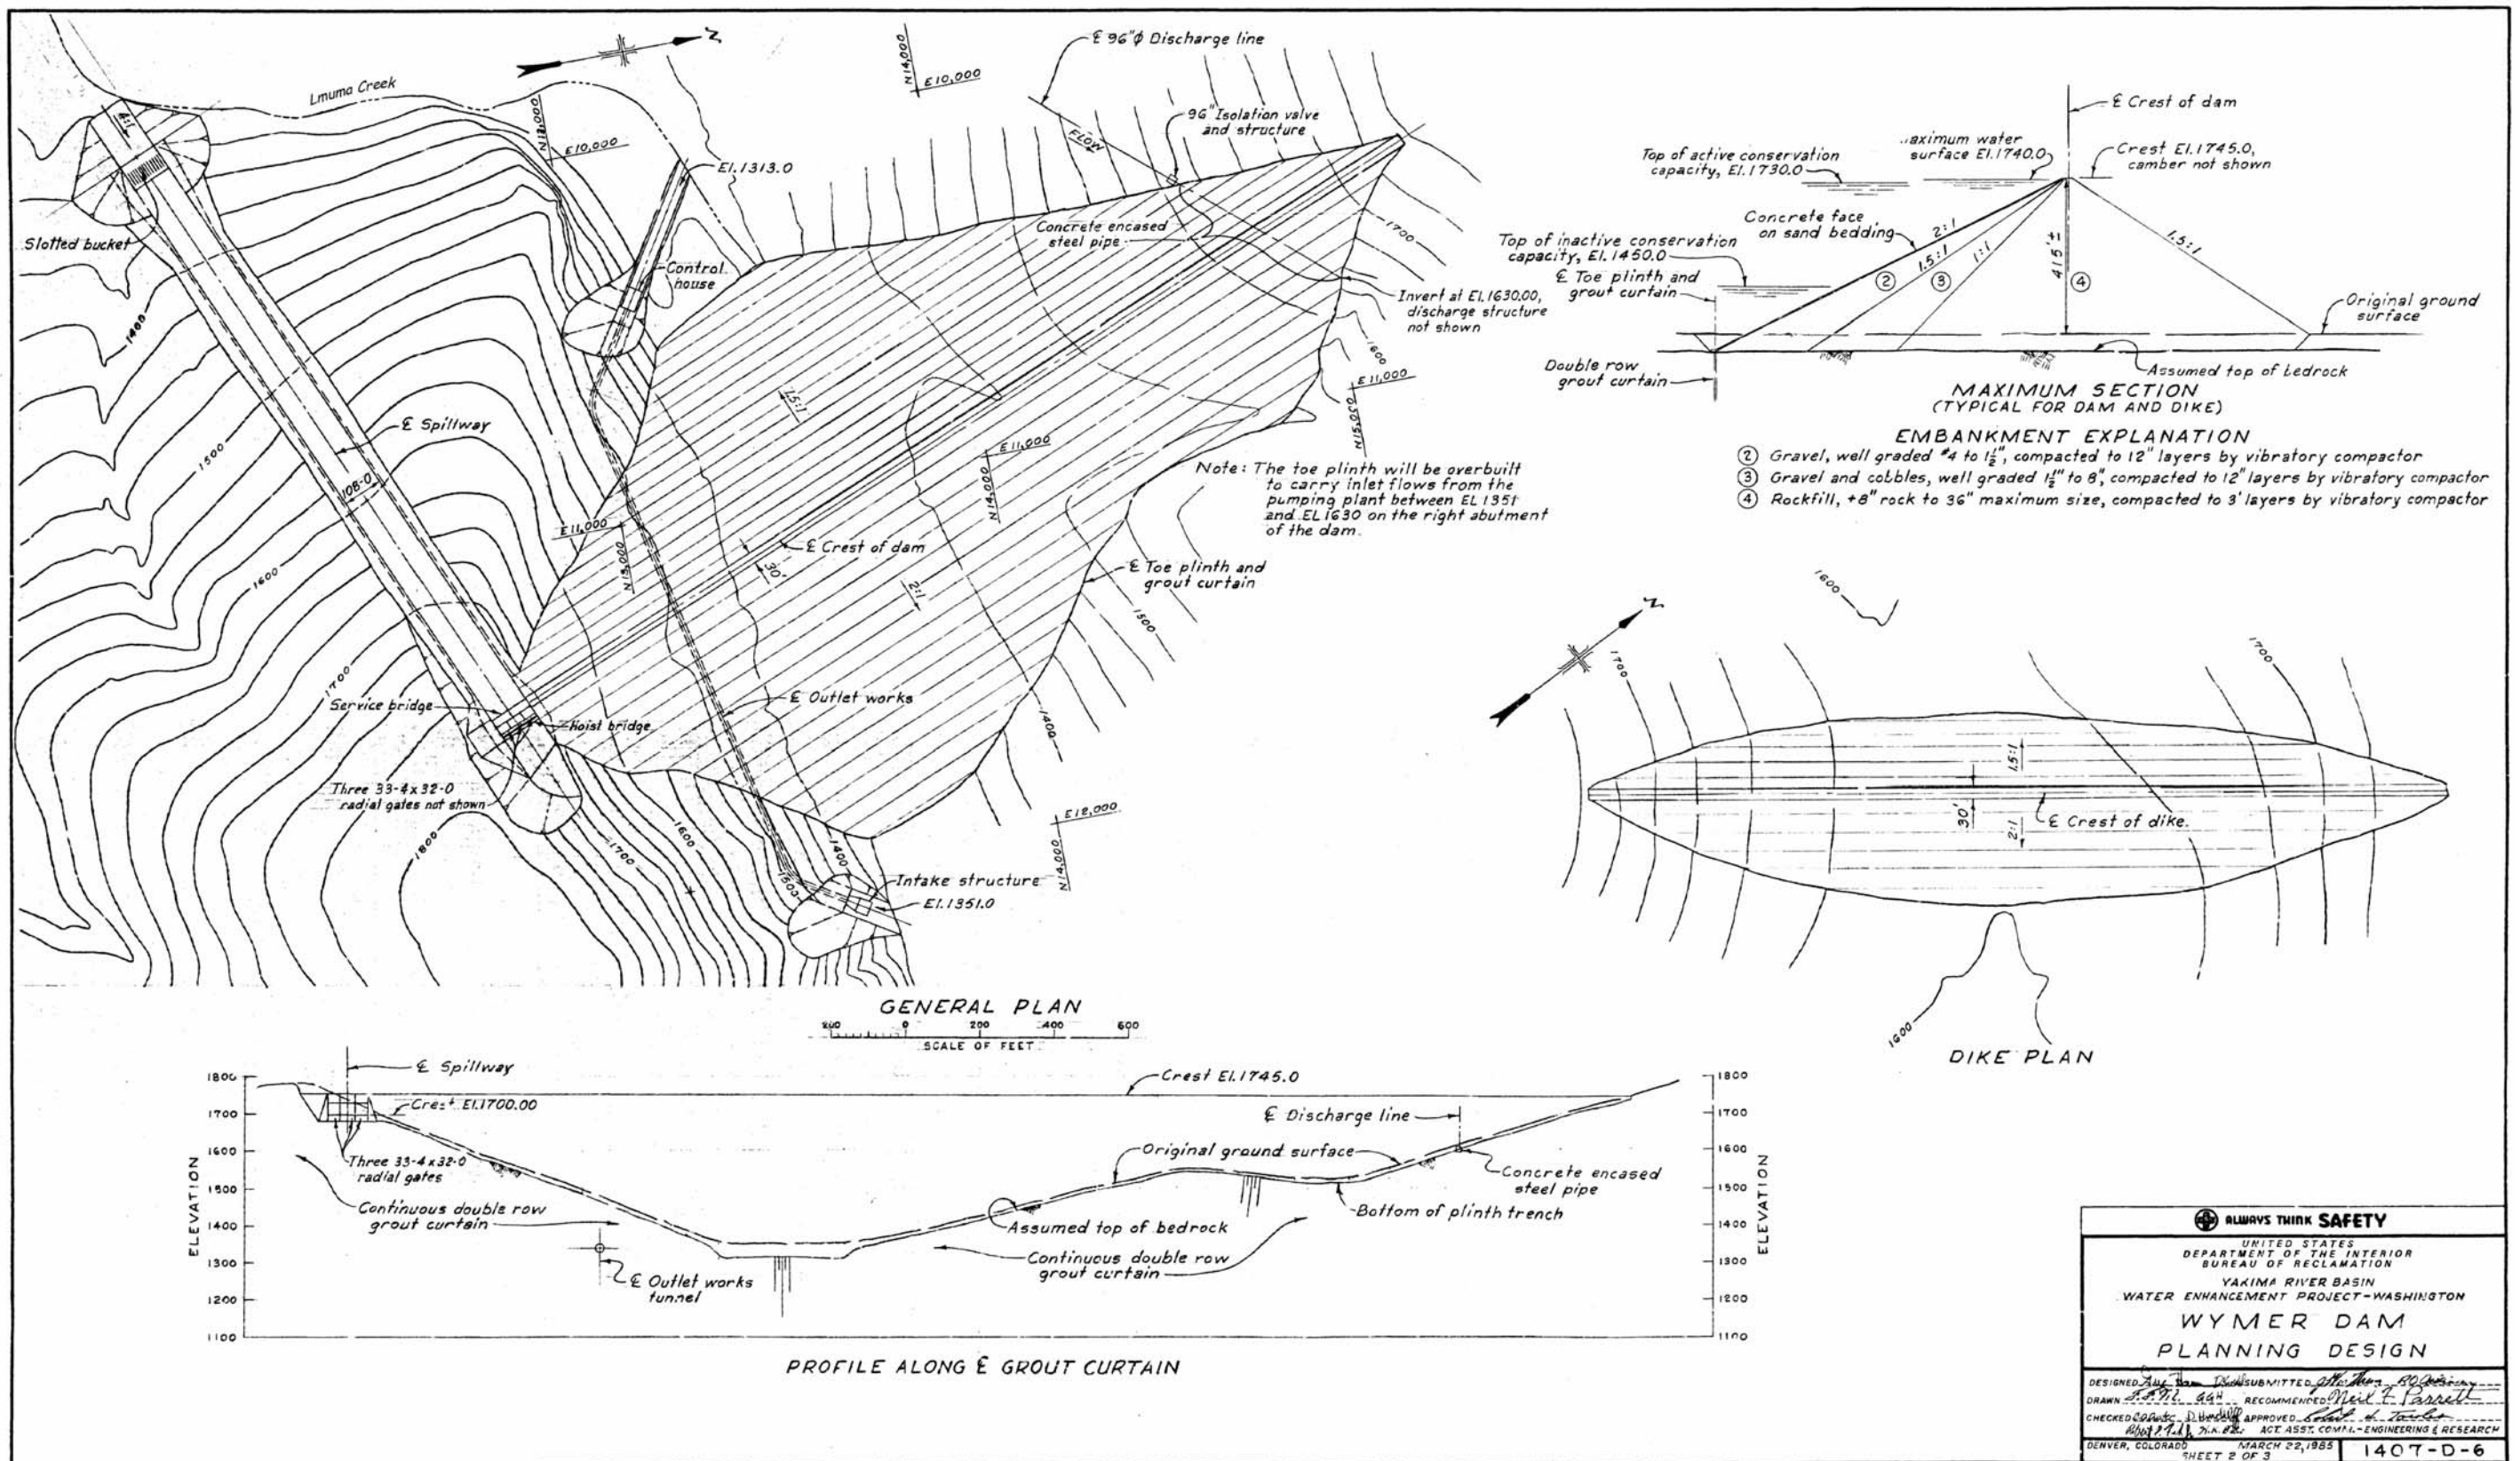 N
Lmuma Creek
4:1
N13,000
E10,000
N14,000
E10,000
℄ 96"ϕ Discharge line
FLOW
96" Isolation valve
and structure
El.1313.0
Slotted bucket
Control
house
Concrete encased
steel pipe
1700
Invert at El.1630.00,
discharge structure
not shown
1600
E11,000
N15,000
1400
1500
1600
1700
1800
℄ Spillway
108-0
1.5:1
E11,000
N13,000
E11,000
N14,000
℄ Crest of dam
30'
2:1
Note: The toe plinth will be overbuilt
to carry inlet flows from the
pumping plant between EL 1351
and EL 1630 on the right abutment
of the dam.
℄ Toe plinth and
grout curtain
1500
1400
Service bridge
Hoist bridge
℄ Outlet works
Three 33-4x32-0
radial gates not shown
1700
1600
1500
1400
Intake structure
El.1351.0
E12,000
N14,000
GENERAL PLAN
200 0 200 400 600
SCALE OF FEET
℄ Crest of dam
Top of active conservation
capacity, El.1730.0
aximum water
surface El.1740.0
Crest El.1745.0,
camber not shown
Concrete face
on sand bedding
2:1
1.5:1
1:1
415'±
1.5:1
Top of inactive conservation
capacity, El.1450.0
℄ Toe plinth and
grout curtain
② ③ ④
Original ground
surface
Double row
grout curtain
Assumed top of bedrock
MAXIMUM SECTION
(TYPICAL FOR DAM AND DIKE)
EMBANKMENT EXPLANATION
② Gravel, well graded #4 to 1½", compacted to 12" layers by vibratory compactor
③ Gravel and cobbles, well graded 1½" to 8", compacted to 12" layers by vibratory compactor
④ Rockfill, +8" rock to 36" maximum size, compacted to 3' layers by vibratory compactor
N
1600
1700
1700
1.5:1
30'
2:1
℄ Crest of dike.
1600
DIKE PLAN
℄ Spillway
Crest El.1745.0
Crest El.1700.00
Three 33-4x32-0
radial gates
Continuous double row
grout curtain
℄ Outlet works
tunnel
℄ Discharge line
Original ground surface
Concrete encased
steel pipe
Bottom of plinth trench
Assumed top of bedrock
Continuous double row
grout curtain
ELEVATION
1800
1700
1600
1500
1400
1300
1200
1100
1800
1700
1600
1500
1400
1300
1200
1100
ELEVATION
PROFILE ALONG ℄ GROUT CURTAIN
ALWAYS THINK SAFETY
UNITED STATES
DEPARTMENT OF THE INTERIOR
BUREAU OF RECLAMATION
YAKIMA RIVER BASIN
WATER ENHANCEMENT PROJECT-WASHINGTON
WYMER DAM
PLANNING DESIGN
DESIGNED SUBMITTED
DRAWN GGH RECOMMENDED Neil F Parrett
CHECKED APPROVED
ACT. ASST. COMM.-ENGINEERING & RESEARCH
DENVER, COLORADO MARCH 22,1985
SHEET 2 OF 3
1407-D-6